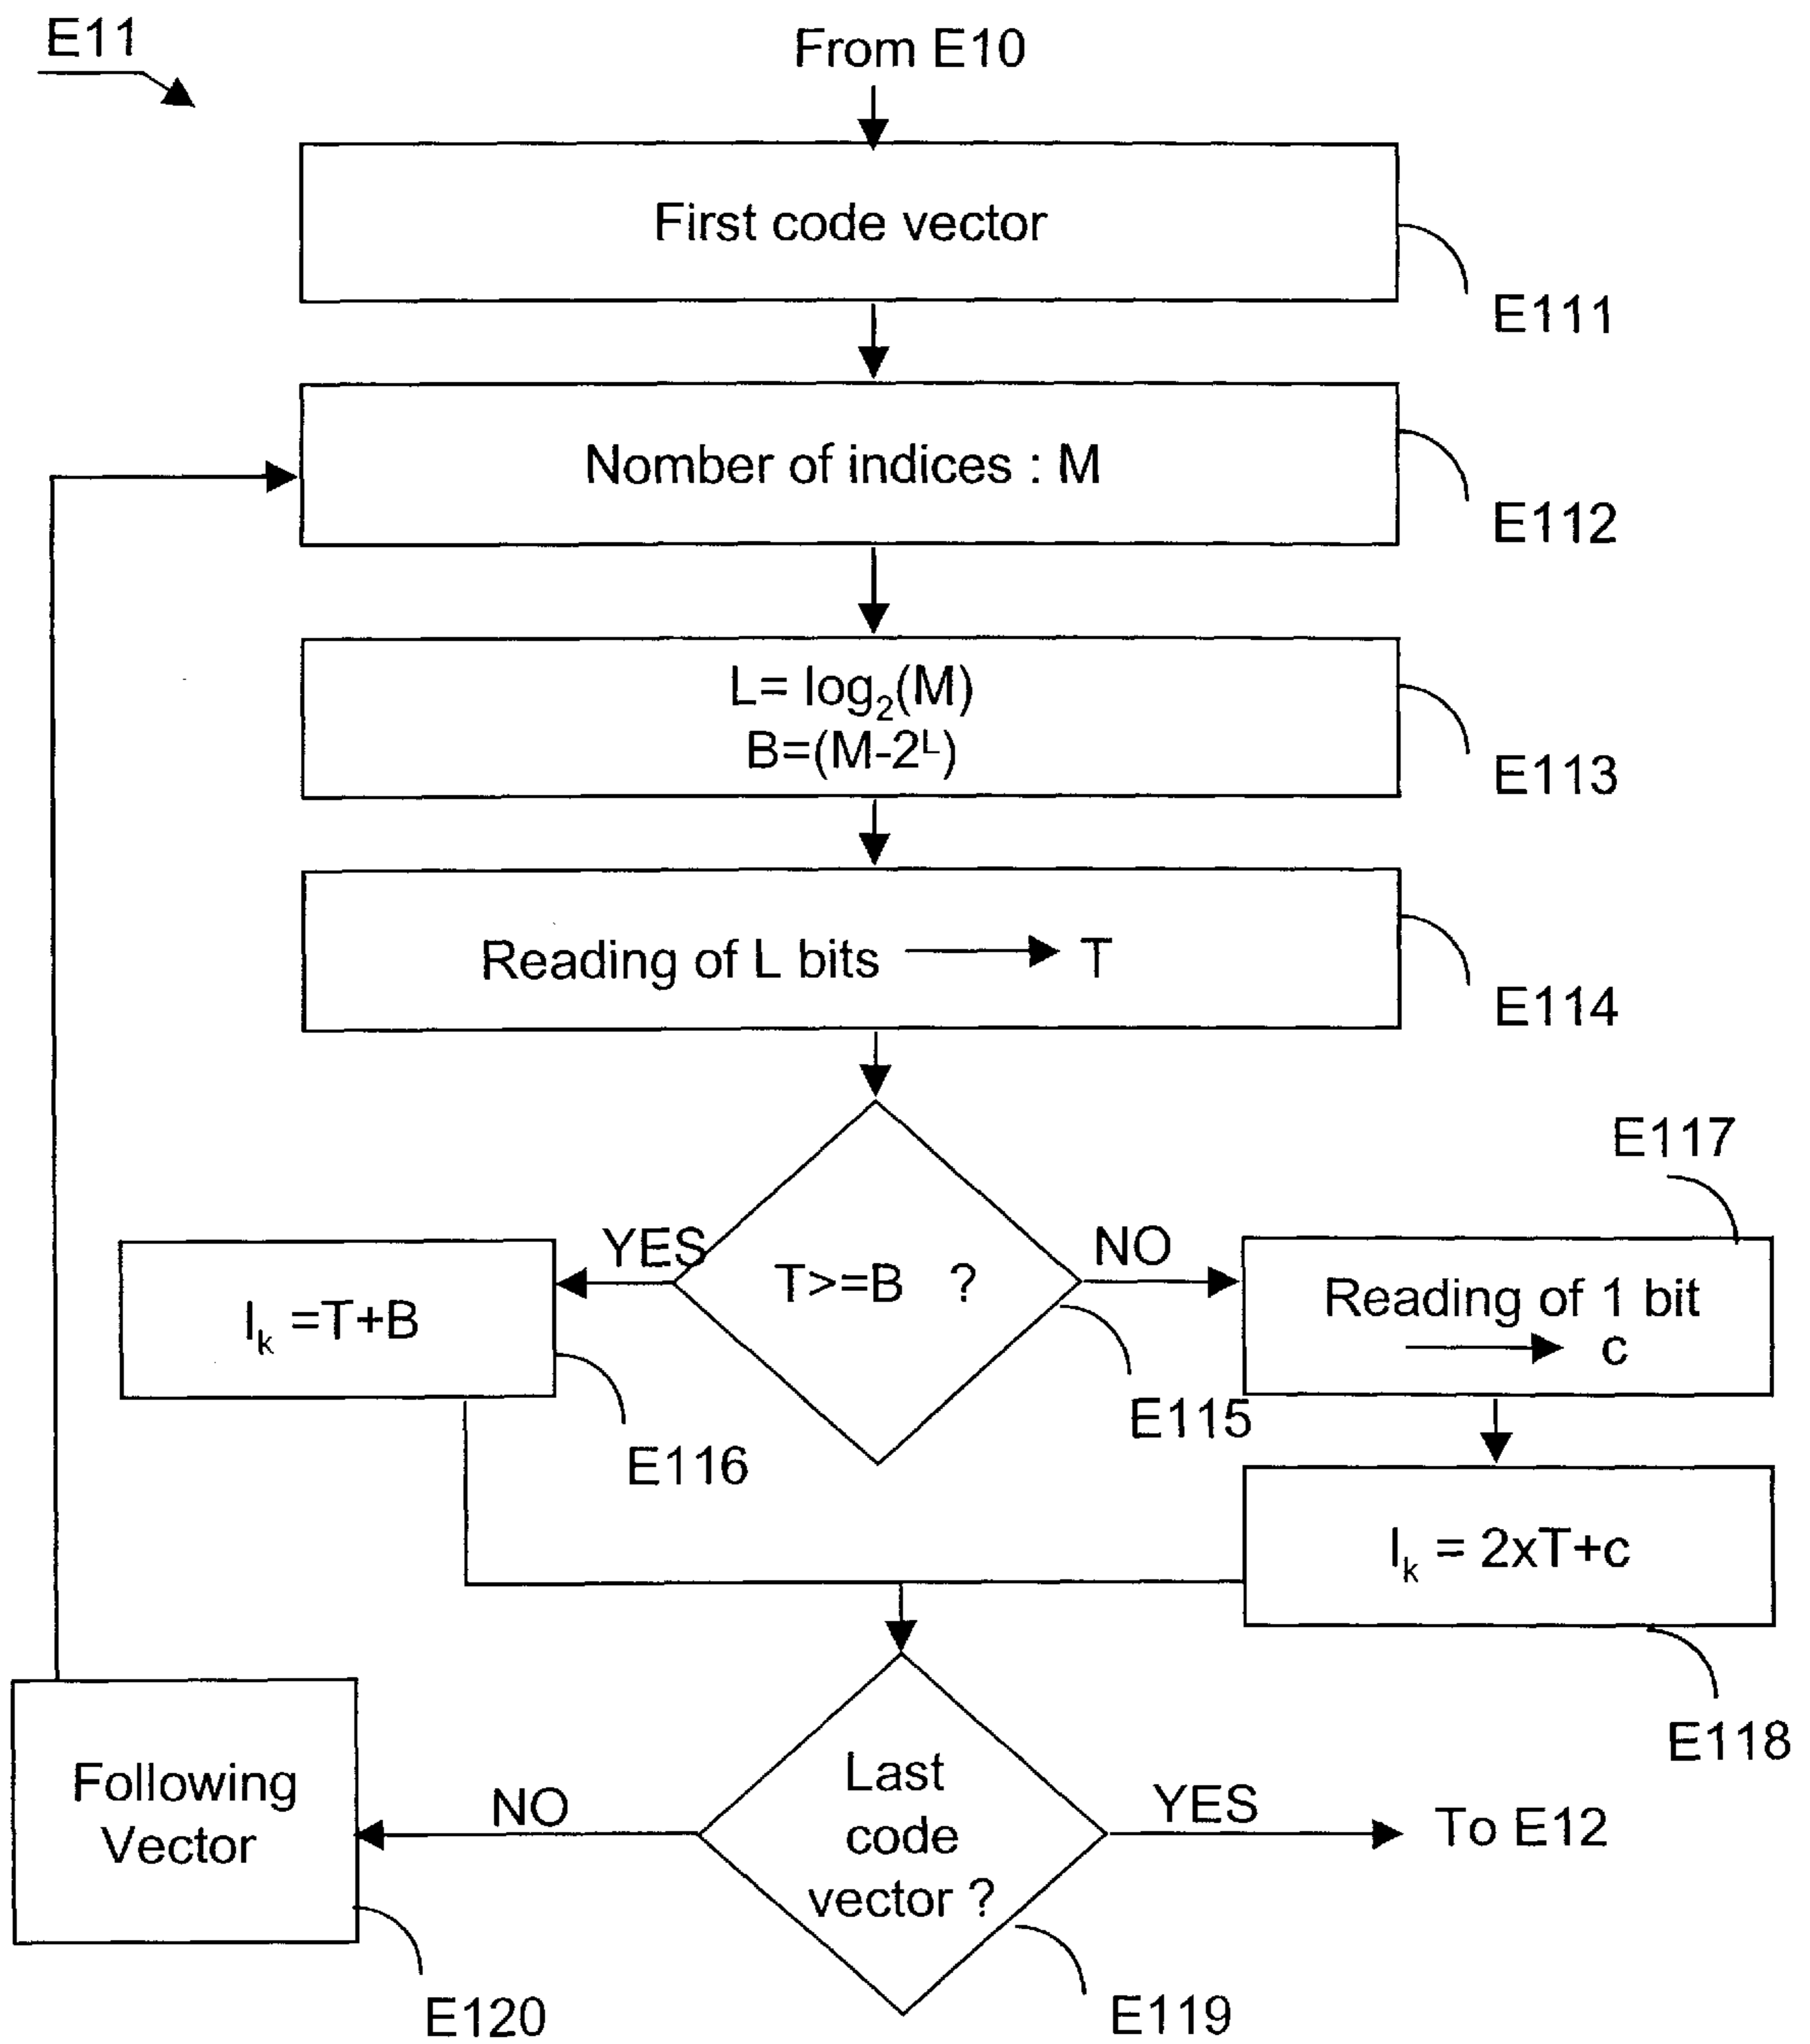 E11
From E10
First code vector
E111
Nomber of indices : M
E112
L= log₂(M)
B=(M-2ᴸ)
E113
Reading of L bits → T
E114
E117
YES
NO
T>=B ?
Iₖ =T+B
Reading of 1 bit
→ c
E115
E116
Iₖ = 2xT+c
E118
Last
code
vector ?
Following
Vector
NO
YES
To E12
E120
E119